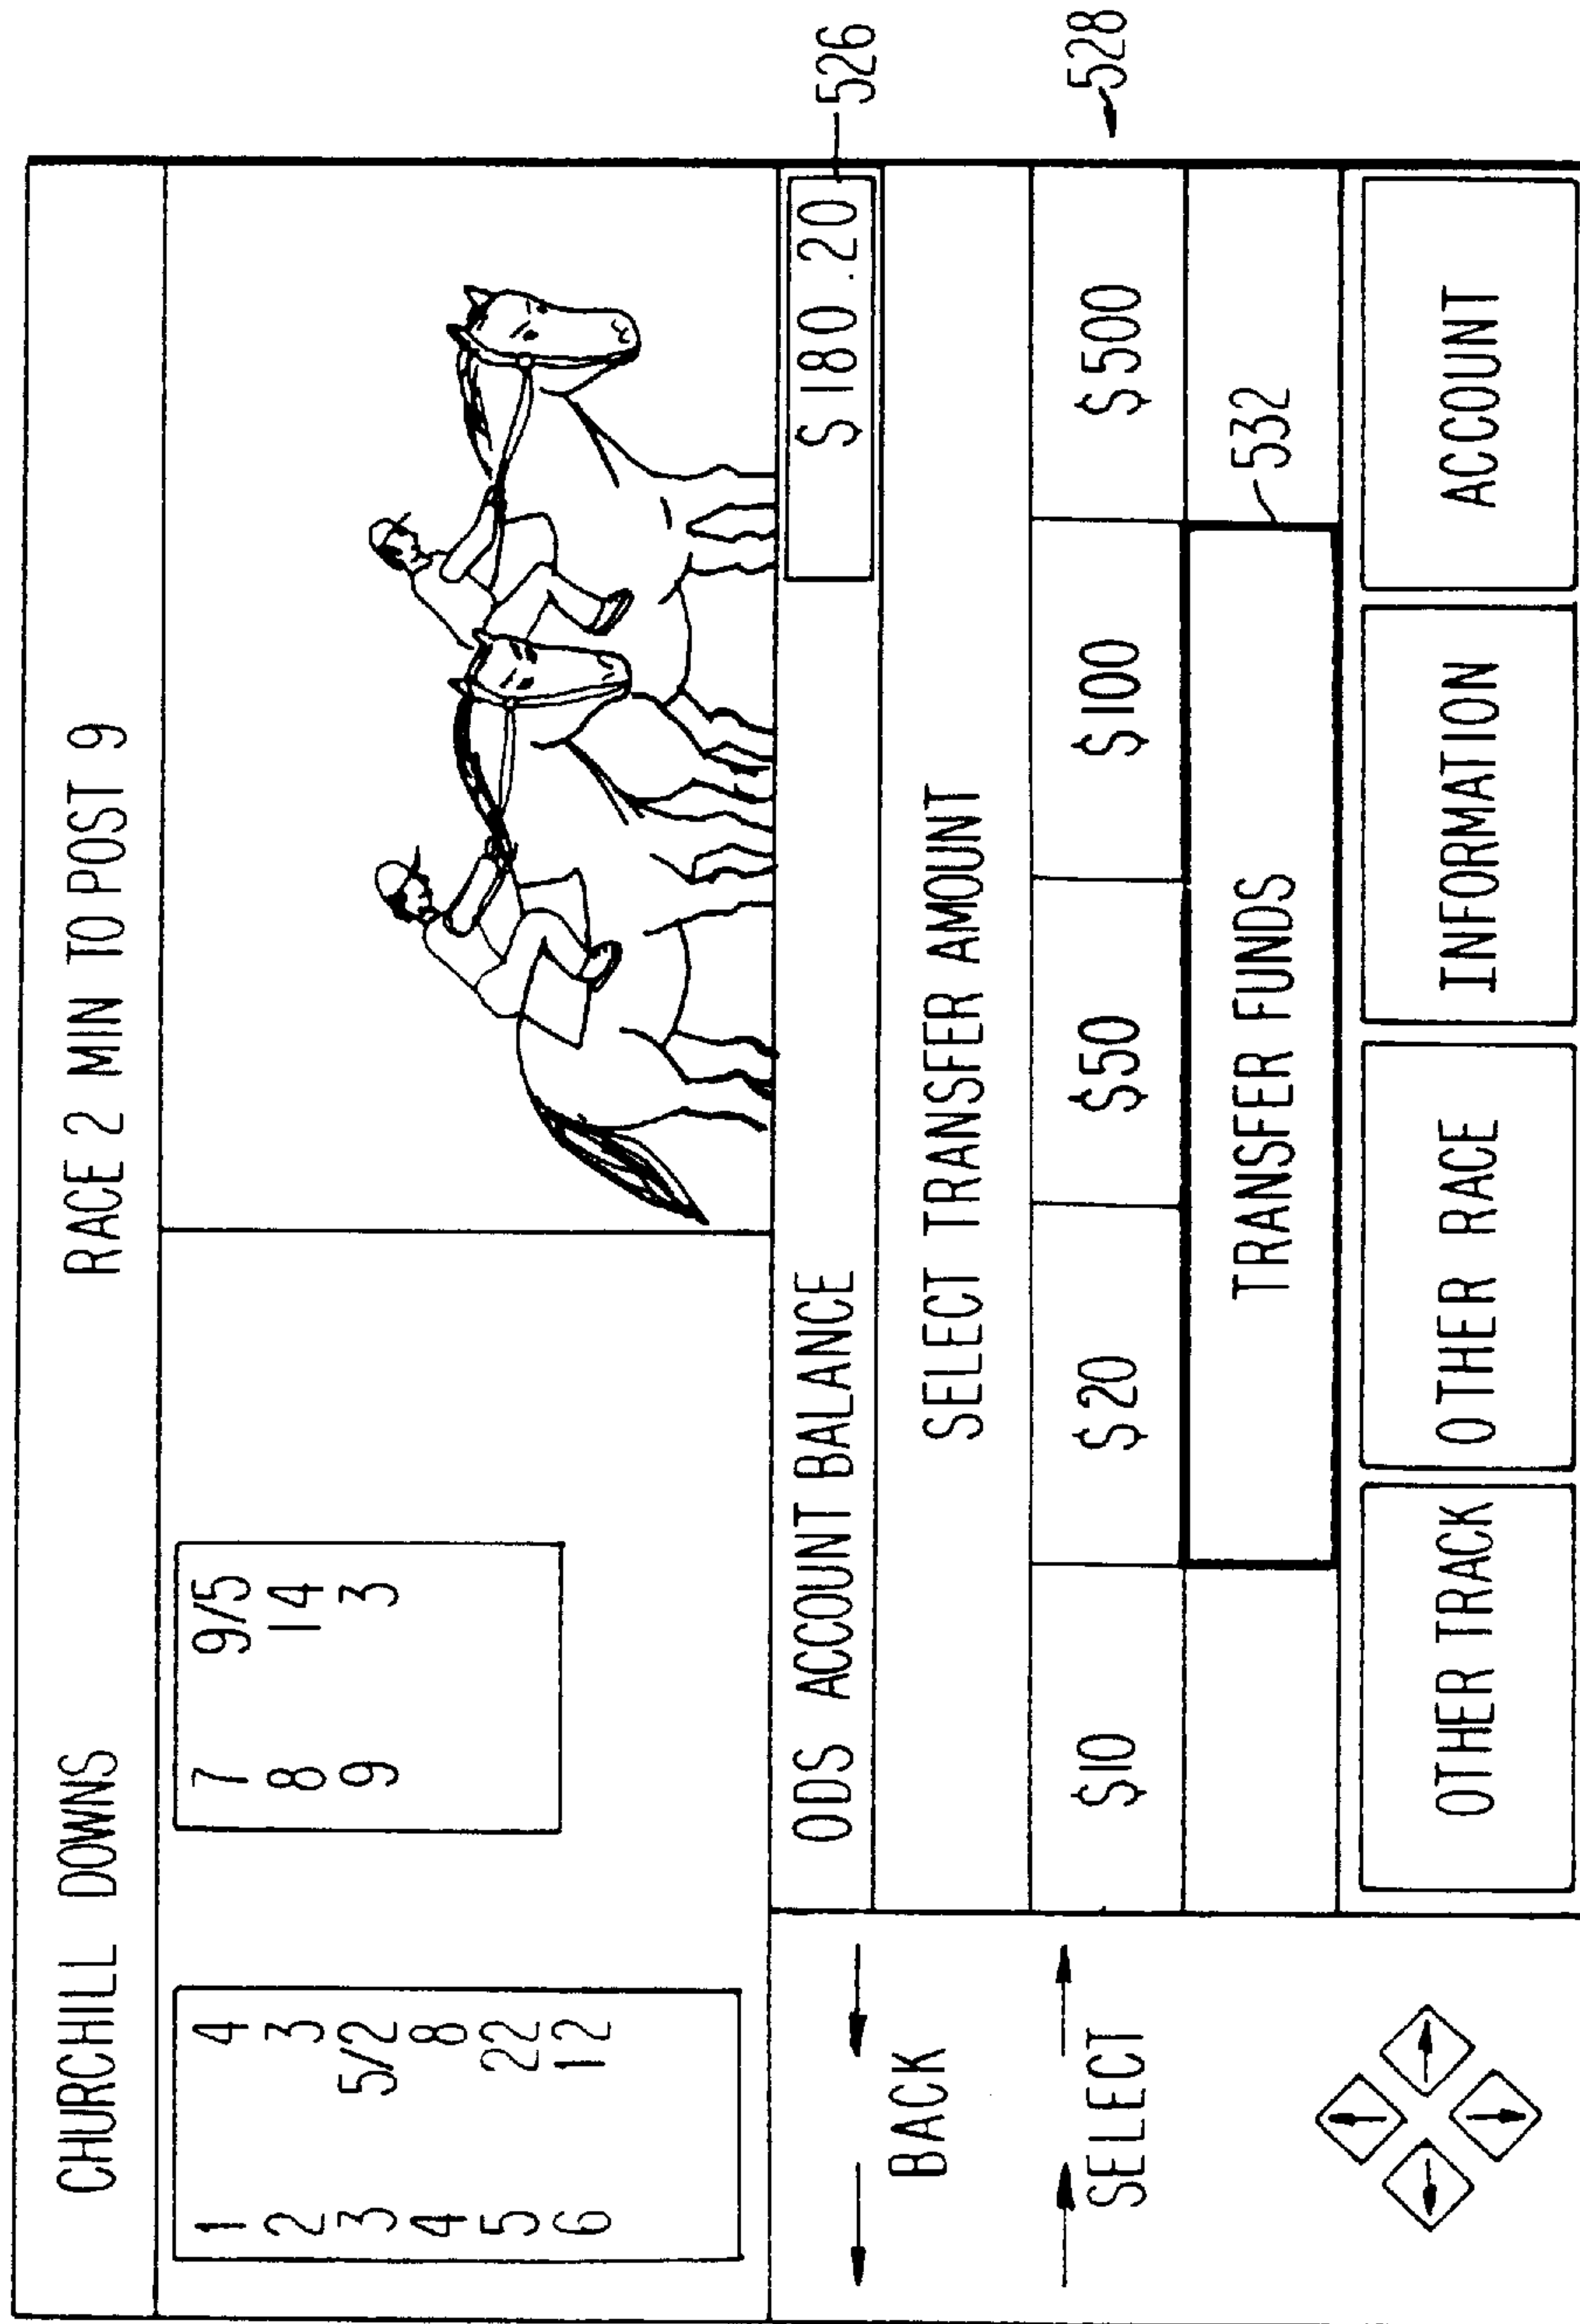 CHURCHILL DOWNS RACE 2 MIN TO POST 9
1 4 7 9/5
2 3 8 14
3 5/2 9 3
4 8
5 22
6 12
ODS ACCOUNT BALANCE $180.20 526
BACK
SELECT TRANSFER AMOUNT
SELECT
$10 $20 $50 $100 $500 528
TRANSFER FUNDS 532
OTHER TRACK OTHER RACE INFORMATION ACCOUNT